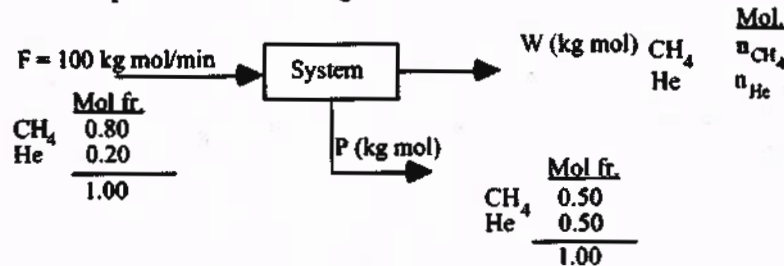 Mol.
F = 100 kg mol/min
System
W (kg mol) CH4 nCH4
He nHe
Mol fr.
CH4 0.80
He 0.20
1.00
P (kg mol)
Mol fr.
CH4 0.50
He 0.50
1.00